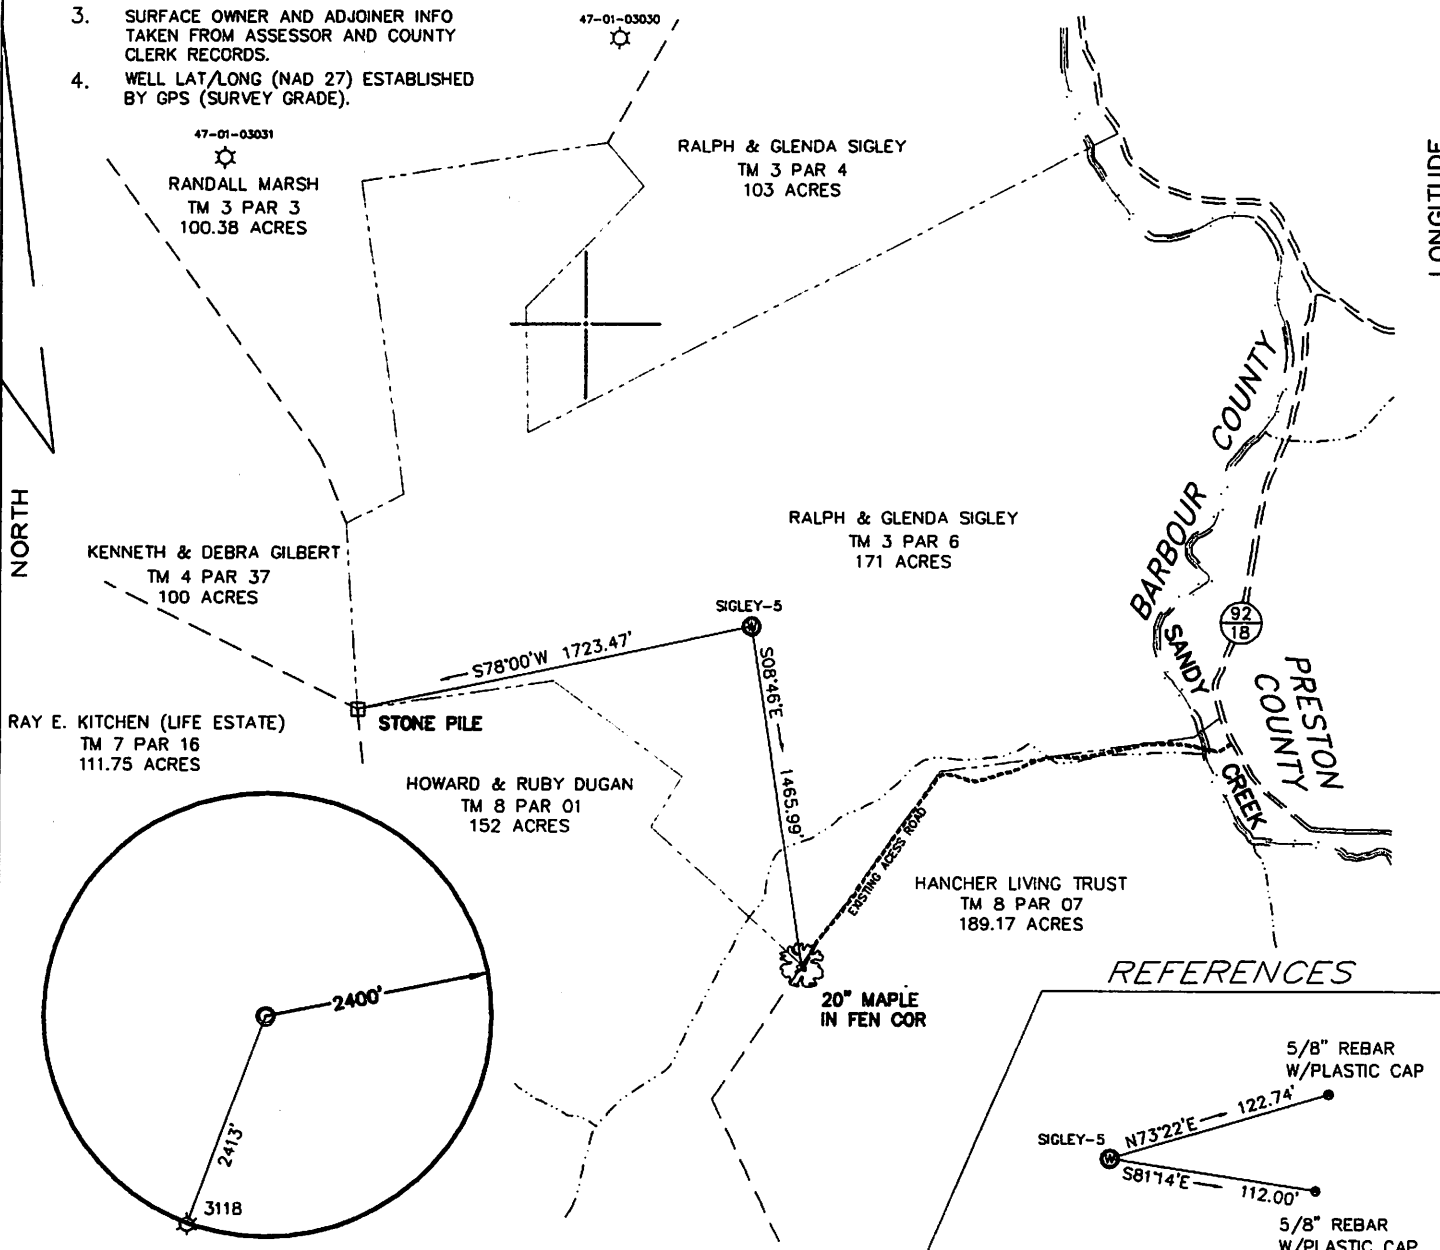 3. SURFACE OWNER AND ADJOINER INFO
TAKEN FROM ASSESSOR AND COUNTY
CLERK RECORDS.
4. WELL LAT/LONG (NAD 27) ESTABLISHED
BY GPS (SURVEY GRADE).
47-01-03030
47-01-03031
RANDALL MARSH
TM 3 PAR 3
100.38 ACRES
RALPH & GLENDA SIGLEY
TM 3 PAR 4
103 ACRES
LONGITUDE
NORTH
BARBOUR COUNTY
KENNETH & DEBRA GILBERT
TM 4 PAR 37
100 ACRES
RALPH & GLENDA SIGLEY
TM 3 PAR 6
171 ACRES
SIGLEY-5
S78°00'W 1723.47'
S08°46'E 1465.99'
92
18
SANDY CREEK
PRESTON
COUNTY
STONE PILE
RAY E. KITCHEN (LIFE ESTATE)
TM 7 PAR 16
111.75 ACRES
HOWARD & RUBY DUGAN
TM 8 PAR 01
152 ACRES
EXISTING ACESS ROAD
HANCHER LIVING TRUST
TM 8 PAR 07
189.17 ACRES
20" MAPLE
IN FEN COR
2400'
2413'
3118
REFERENCES
5/8" REBAR
W/PLASTIC CAP
SIGLEY-5
W
N73°22'E 122.74'
S81°14'E 112.00'
5/8" REBAR
W/PLASTIC CAP